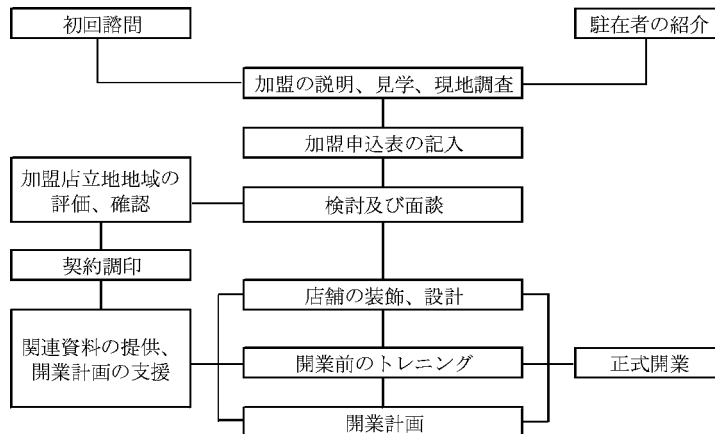 初回諮問
駐在者の紹介
加盟の説明、見学、現地調査
加盟申込表の記入
加盟店立地地域の
評価、確認
検討及び面談
契約調印
店舗の装飾、設計
関連資料の提供、
開業計画の支援
開業前のトレニング
正式開業
開業計画